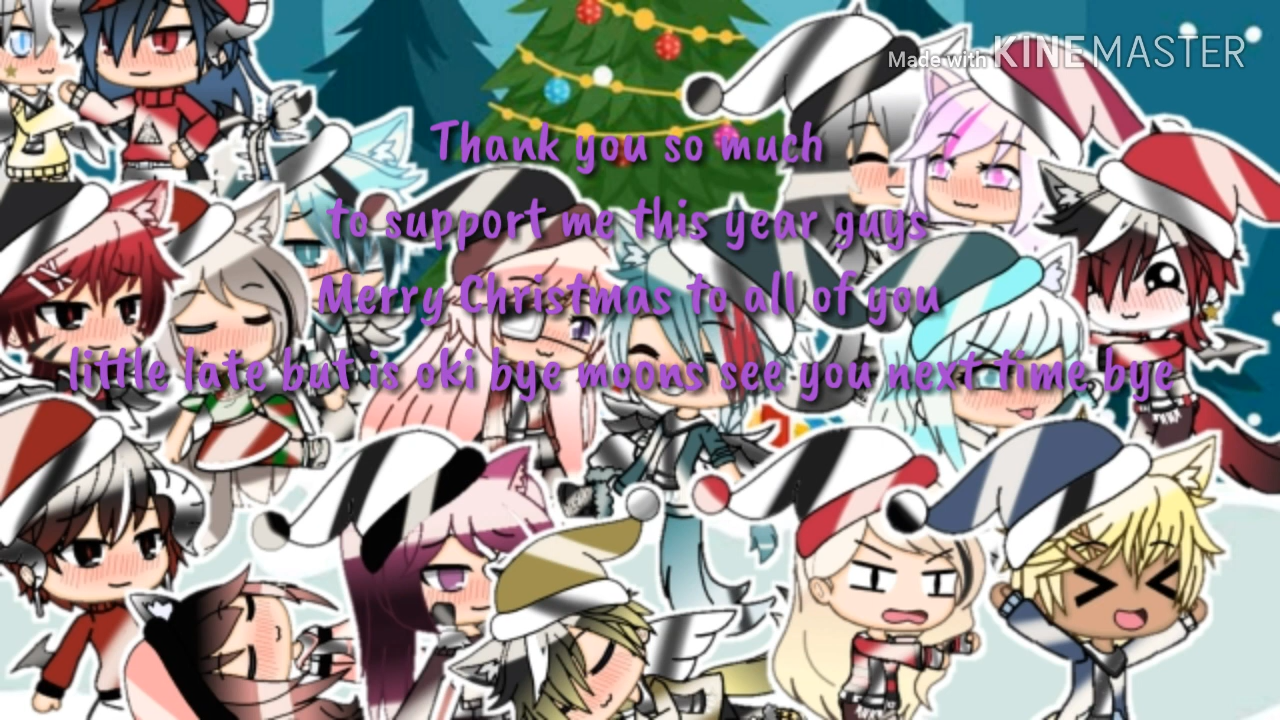 Made with KINEMASTER
Thank you so much
to support me this year guys
Merry Christmas to all of you
little late but is oki bye moons see you next time bye